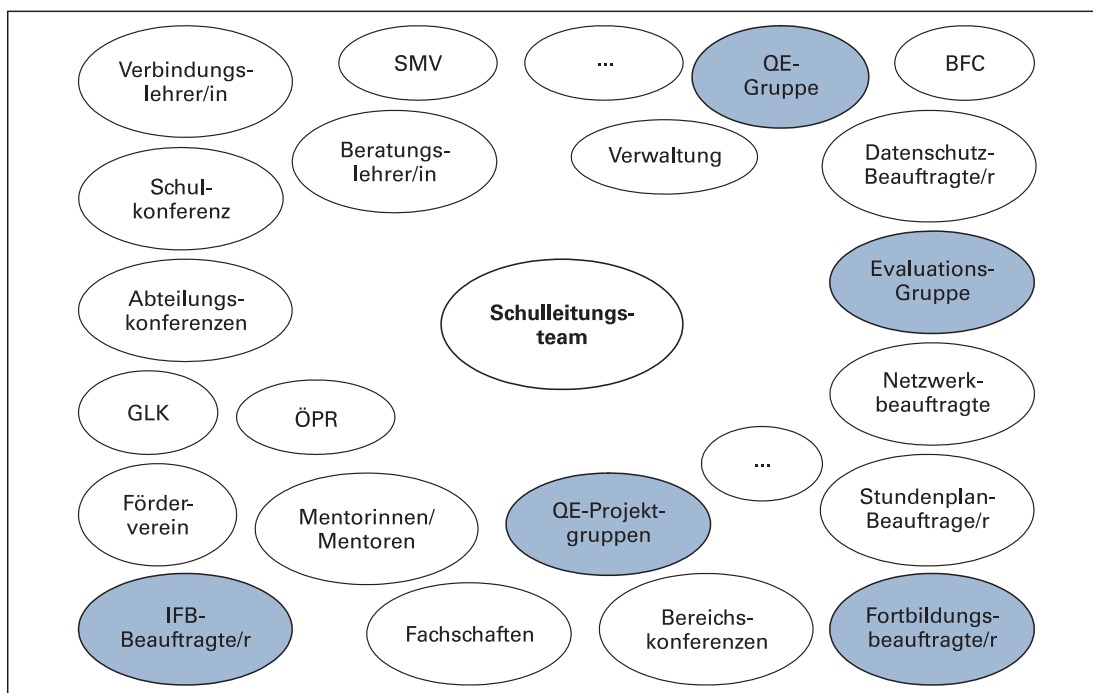 Verbindungs-
lehrer/in
SMV
...
QE-
Gruppe
BFC
Beratungs-
lehrer/in
Verwaltung
Datenschutz-
Beauftragte/r
Schul-
konferenz
Evaluations-
Gruppe
Abteilungs-
konferenzen
Schulleitungs-
team
Netzwerk-
beauftragte
GLK
ÖPR
...
Förder-
verein
Mentorinnen/
Mentoren
QE-Projekt-
gruppen
Stundenplan-
Beauftrage/r
IFB-
Beauftragte/r
Fachschaften
Bereichs-
konferenzen
Fortbildungs-
beauftragte/r